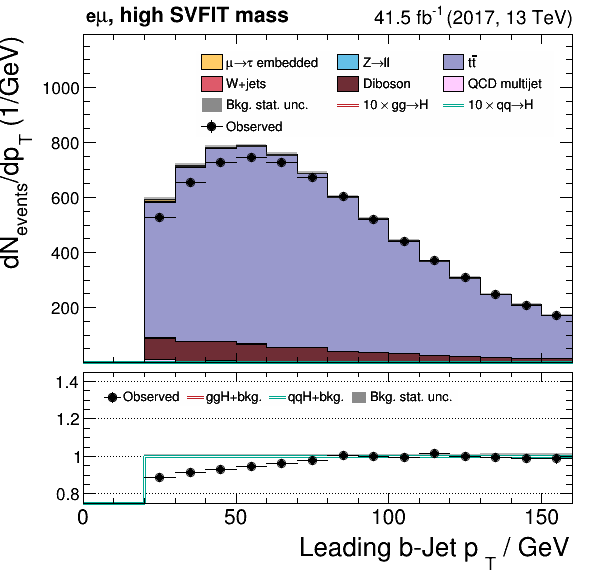 eμ, high SVFIT mass 41.5 fb⁻¹ (2017, 13 TeV)
dN_events/dp_T (1/GeV)
μ→τ embedded Z→ll tt̄
W+jets Diboson QCD multijet
Bkg. stat. unc. 10 × gg→H 10 × qq→H
Observed
1000
800
600
400
200
1.4
Observed ggH+bkg. qqH+bkg. Bkg. stat. unc.
1.2
1
0.8
0 50 100 150
Leading b-Jet p_T / GeV